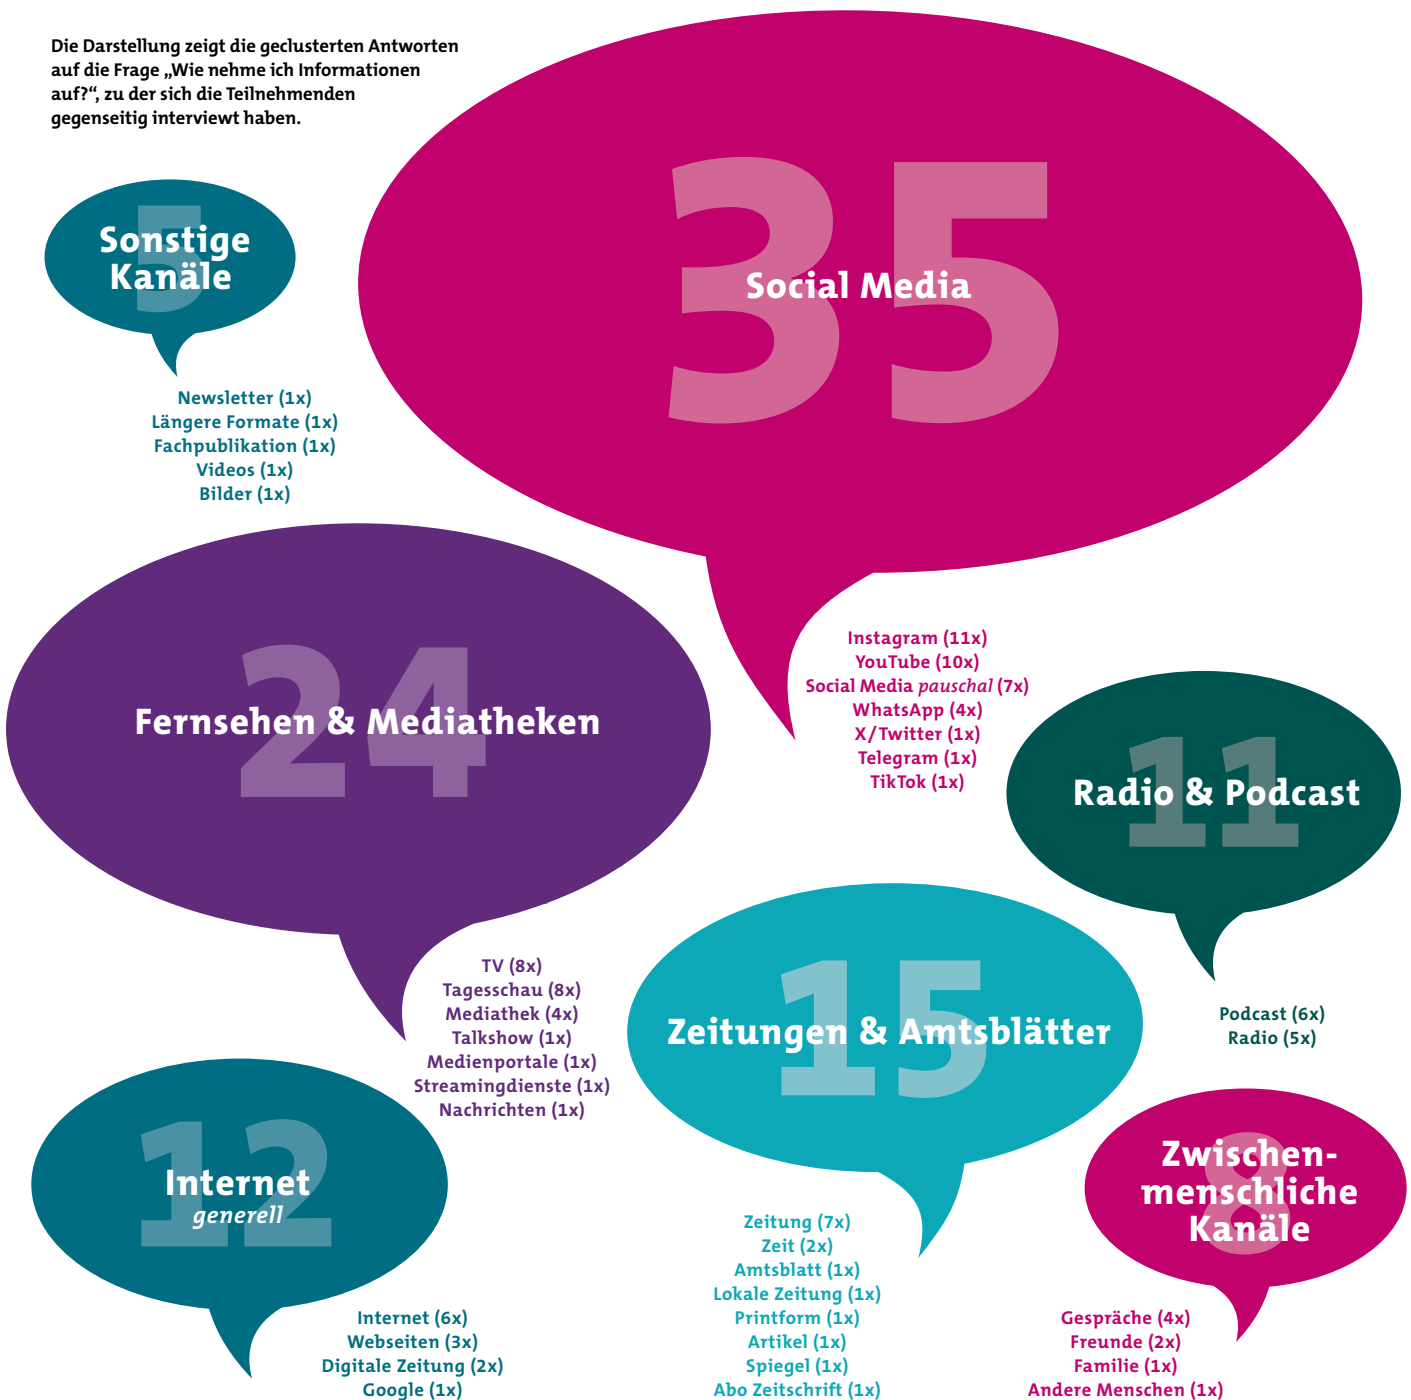 Die Darstellung zeigt die geclusterten Antworten
auf die Frage „Wie nehme ich Informationen
auf?“, zu der sich die Teilnehmenden
gegenseitig interviewt haben.
35
Social Media
Instagram (11x)
YouTube (10x)
Social Media pauschal (7x)
WhatsApp (4x)
X/Twitter (1x)
Telegram (1x)
TikTok (1x)
5
Sonstige
Kanäle
Newsletter (1x)
Längere Formate (1x)
Fachpublikation (1x)
Videos (1x)
Bilder (1x)
24
Fernsehen & Mediatheken
TV (8x)
Tagesschau (8x)
Mediathek (4x)
Talkshow (1x)
Medienportale (1x)
Streamingdienste (1x)
Nachrichten (1x)
11
Radio & Podcast
Podcast (6x)
Radio (5x)
15
Zeitungen & Amtsblätter
Zeitung (7x)
Zeit (2x)
Amtsblatt (1x)
Lokale Zeitung (1x)
Printform (1x)
Artikel (1x)
Spiegel (1x)
Abo Zeitschrift (1x)
12
Internet
generell
Internet (6x)
Webseiten (3x)
Digitale Zeitung (2x)
Google (1x)
8
Zwischen-
menschliche
Kanäle
Gespräche (4x)
Freunde (2x)
Familie (1x)
Andere Menschen (1x)